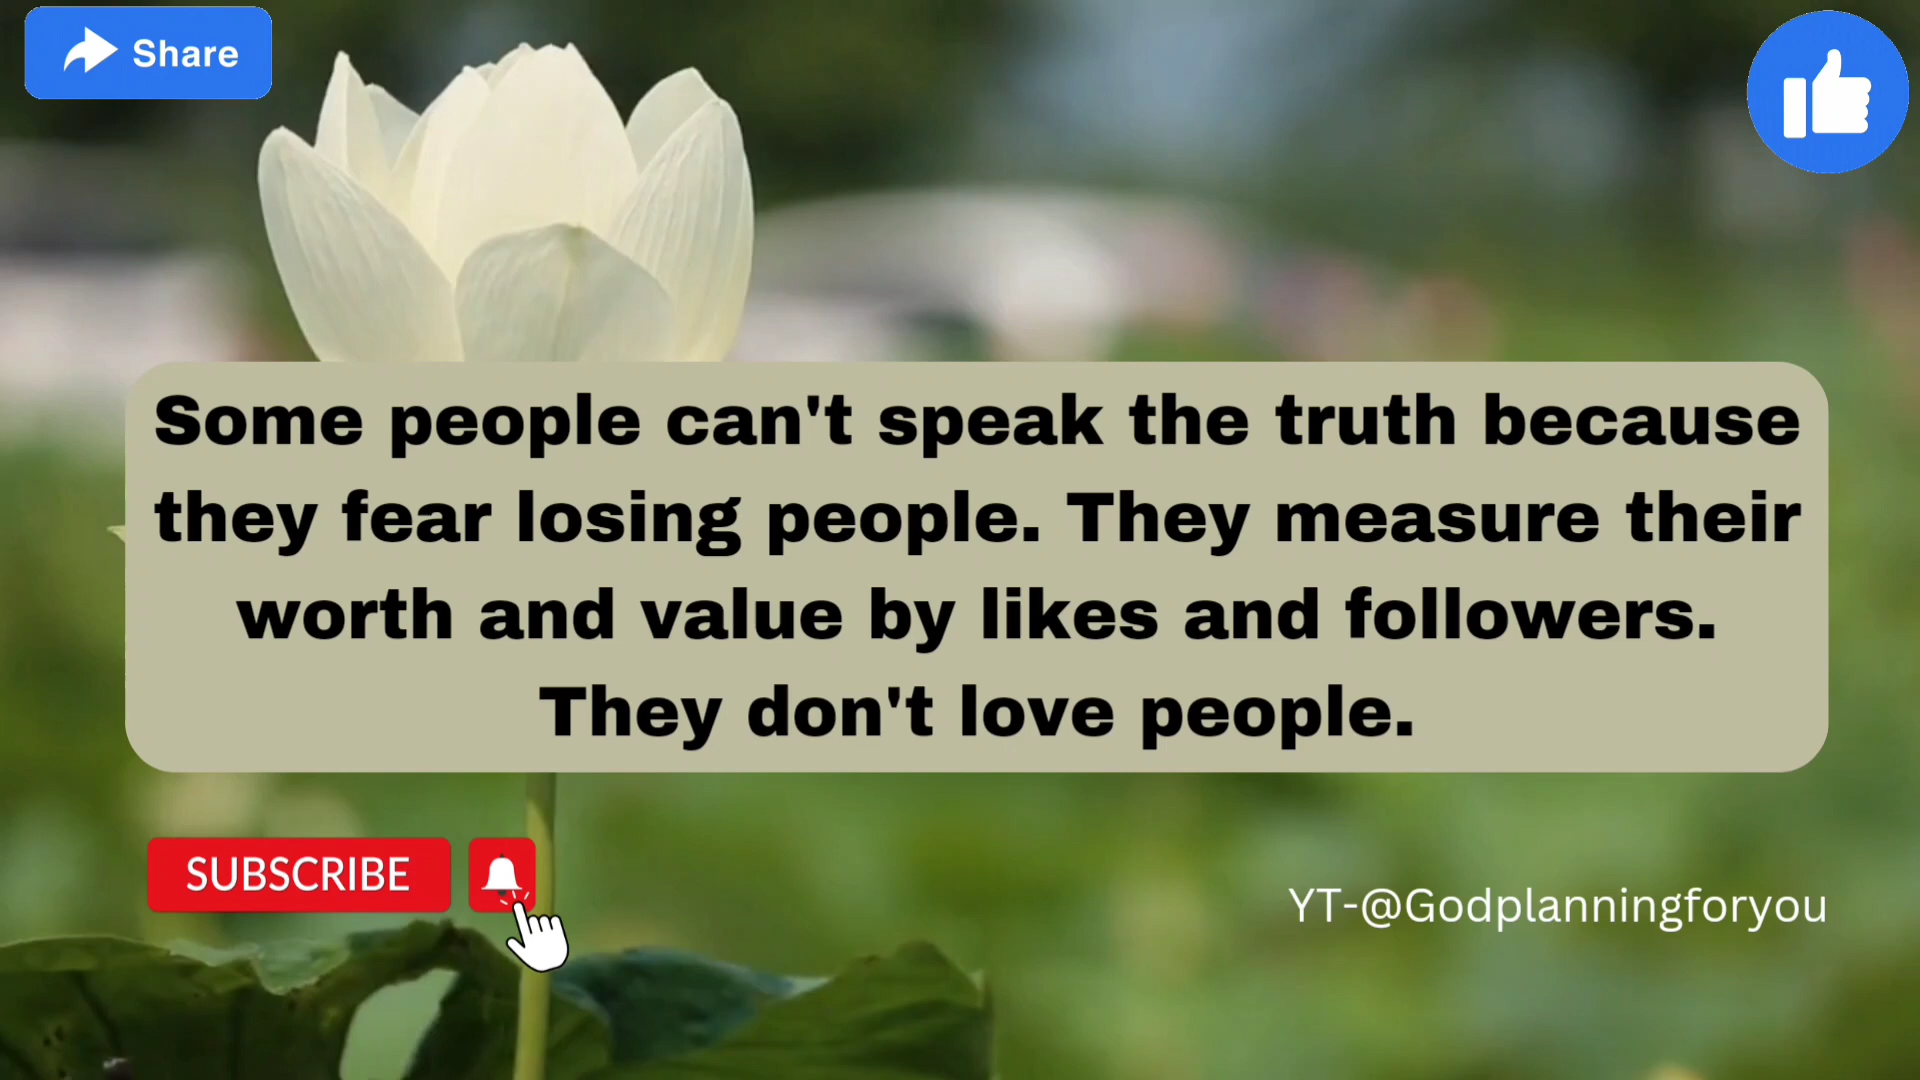 Share
Some people can't speak the truth because
they fear losing people. They measure their
worth and value by likes and followers.
They don't love people.
SUBSCRIBE
YT-@Godplanningforyou